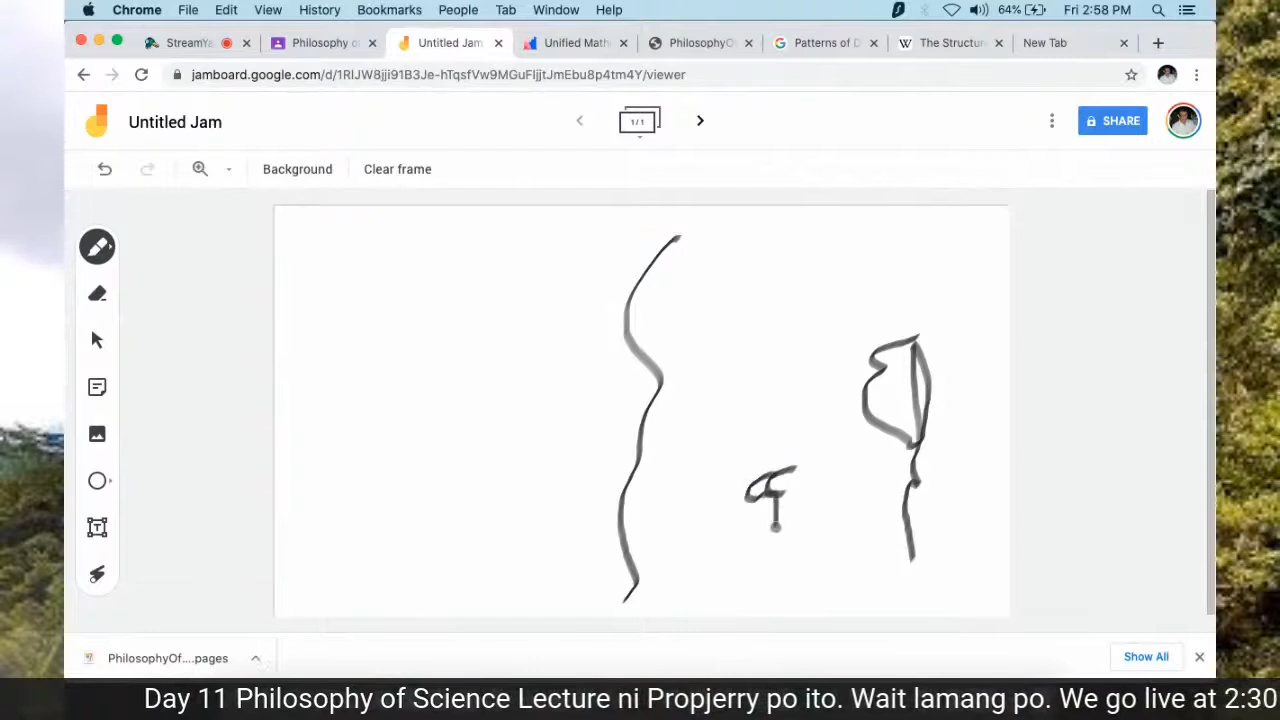 Chrome File Edit View History Bookmarks People Tab Window Help 64% Fri 2:58 PM
StreamYa Philosophy of Untitled Jam Unified Math PhilosophyO Patterns of D The Structure New Tab
jamboard.google.com/d/1RlJW8jji91B3Je-hTqsfVw9MGuFljjtJmEbu8p4tm4Y/viewer
Untitled Jam 1/1 SHARE
Background Clear frame
PhilosophyOf....pages Show All
Day 11 Philosophy of Science Lecture ni Propjerry po ito. Wait lamang po. We go live at 2:30